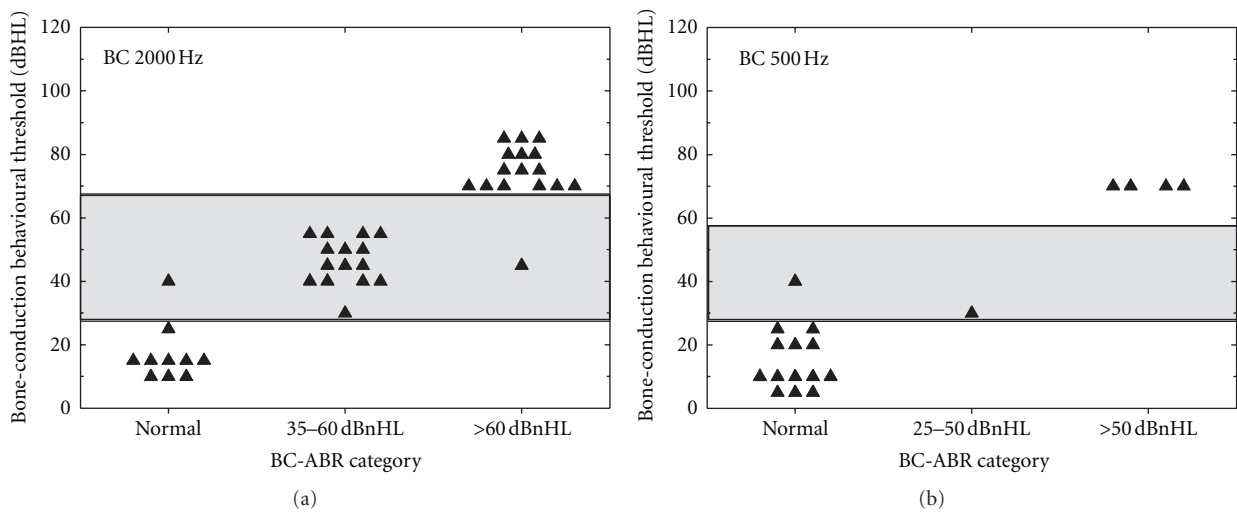 Bone-conduction behavioural threshold (dBHL)
120
100
80
60
40
20
0
BC 2000 Hz
Normal 35–60 dBnHL >60 dBnHL
BC-ABR category
(a)
Bone-conduction behavioural threshold (dBHL)
120
100
80
60
40
20
0
BC 500 Hz
Normal 25–50 dBnHL >50 dBnHL
BC-ABR category
(b)